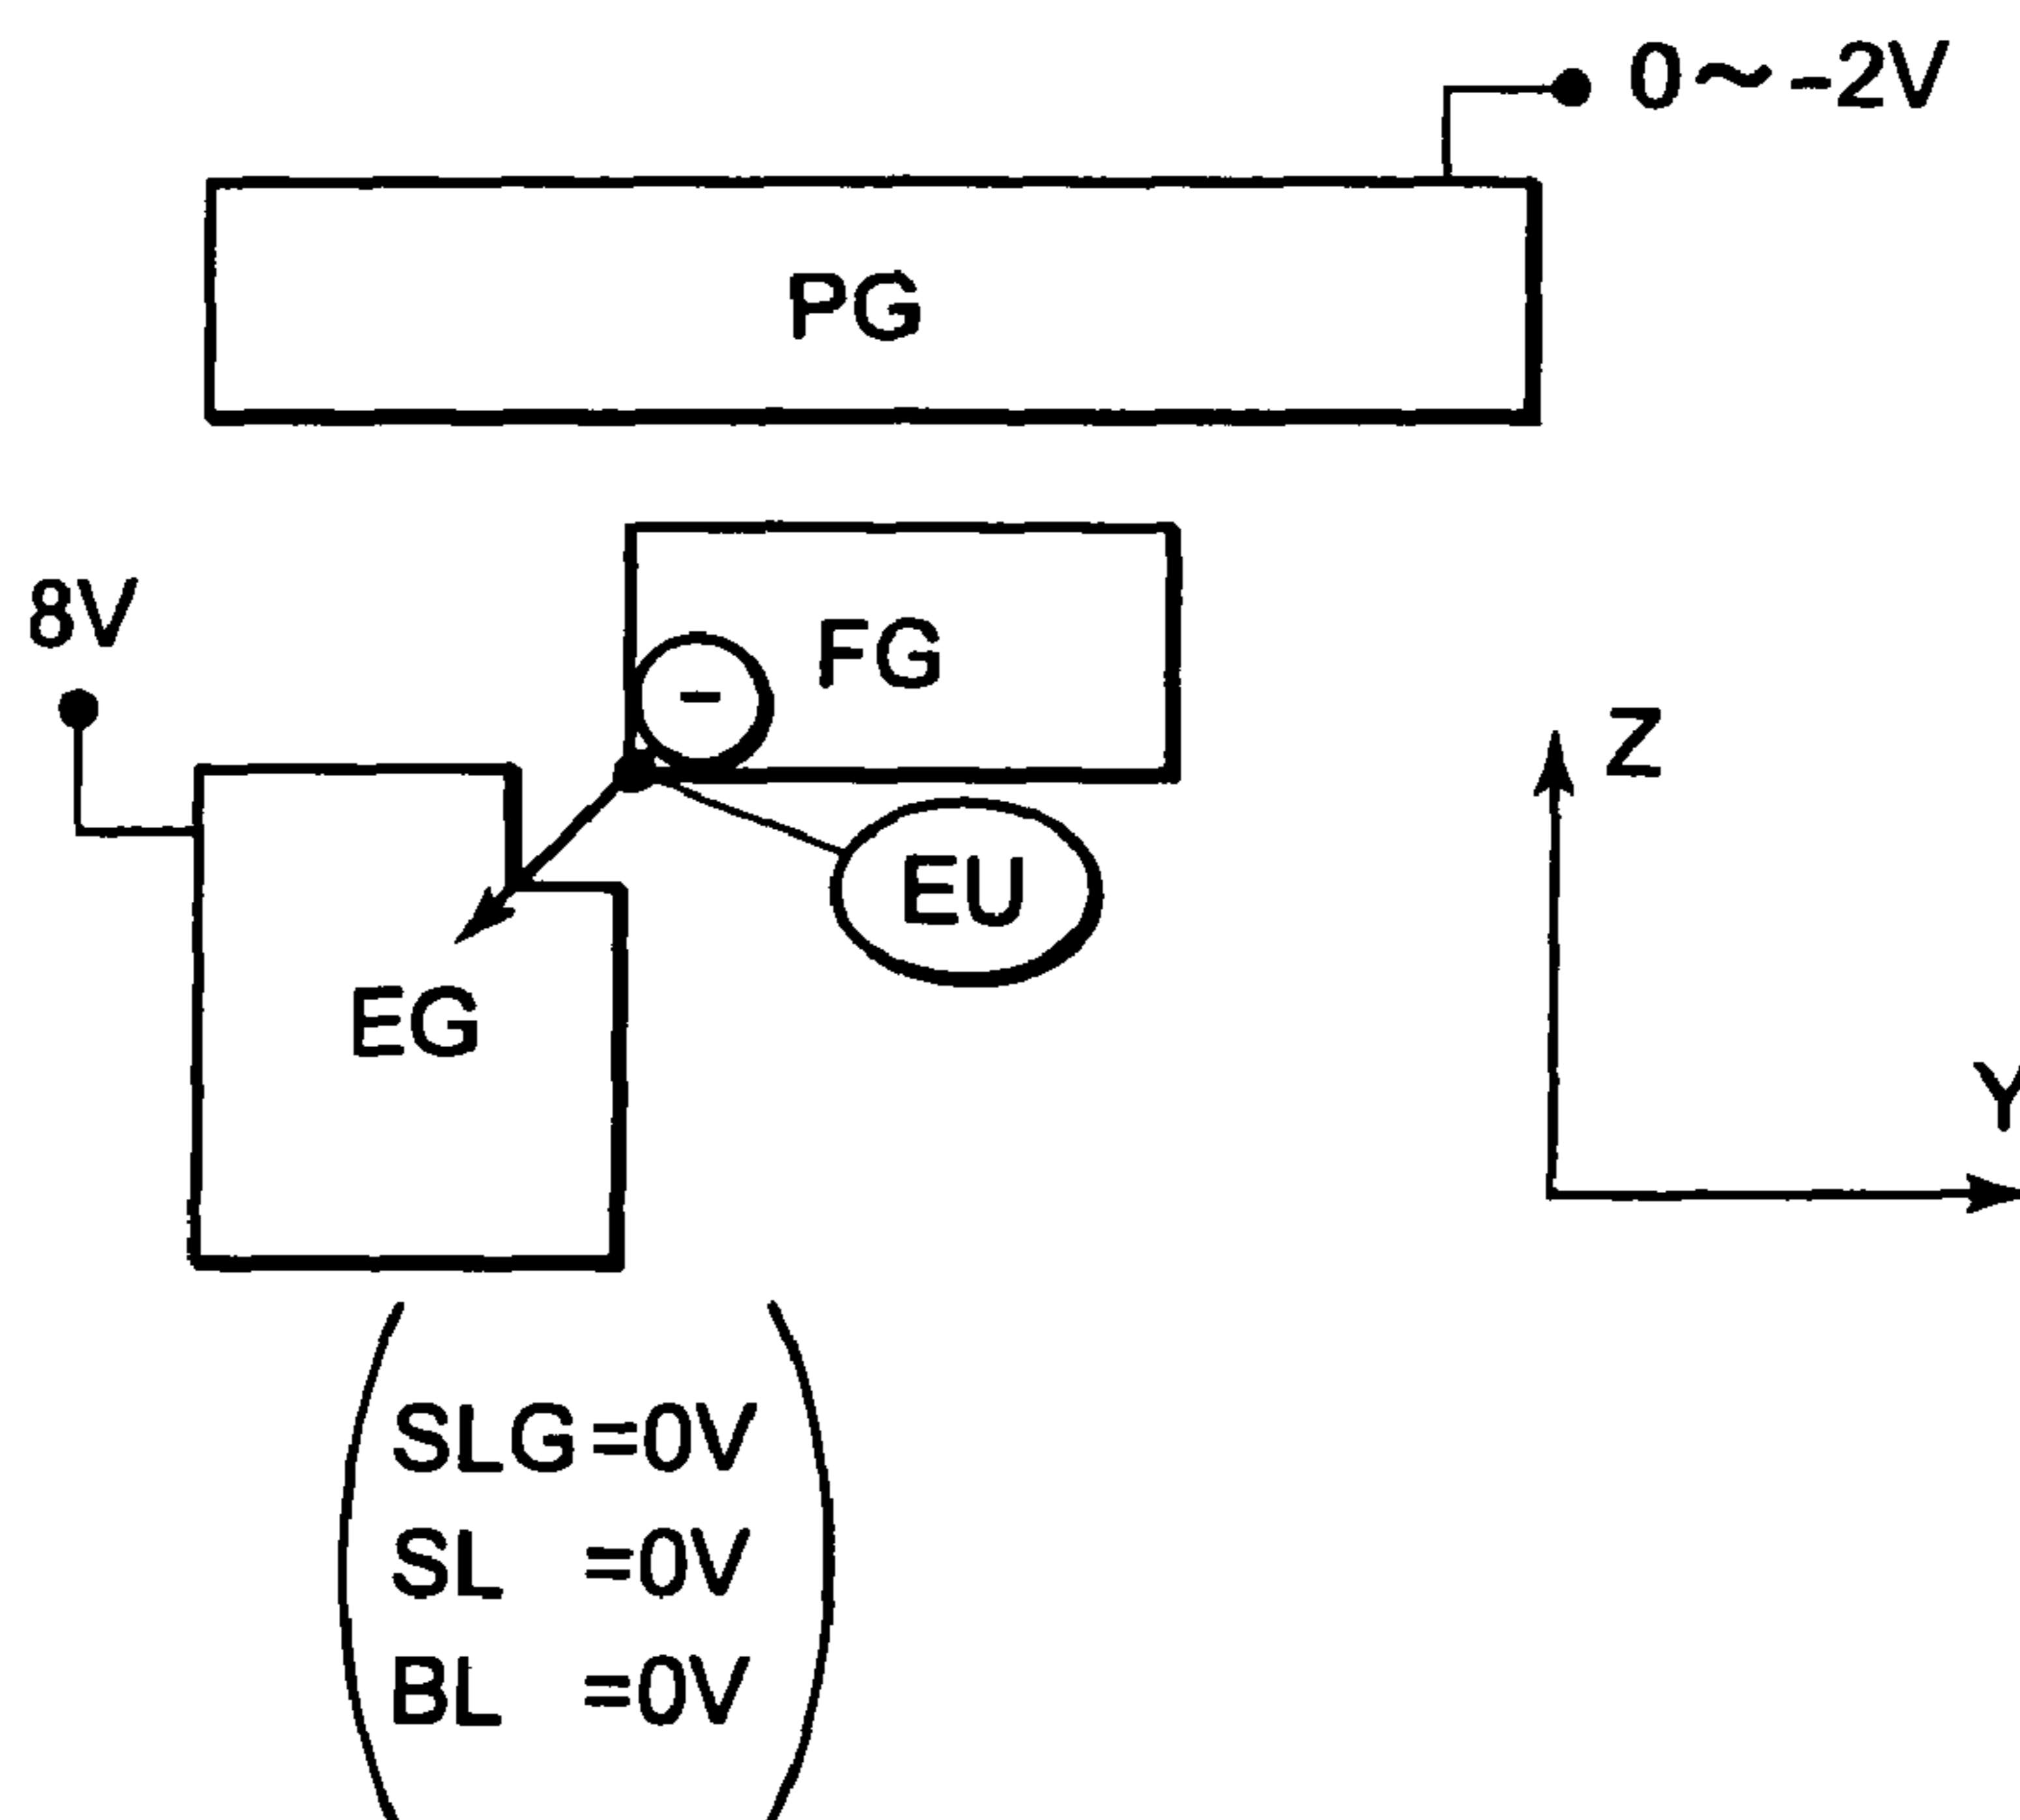 0～-2V
PG
8V
FG
-
Z
EU
EG
Y
SLG=0V
SL =0V
BL =0V